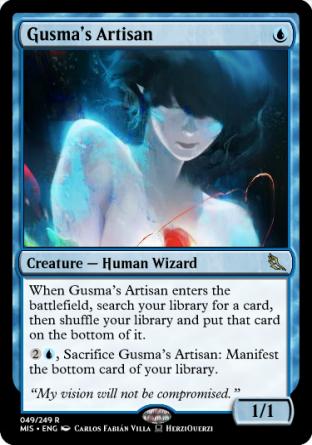 Gusma's Artisan
Creature — Human Wizard
When Gusma's Artisan enters the
battlefield, search your library for a card,
then shuffle your library and put that card
on the bottom of it.
2, Sacrifice Gusma's Artisan: Manifest
the bottom card of your library.
"My vision will not be compromised."
1/1
049/249 R
MIS • ENG Carlos Fabián Villa HerziQuerzi